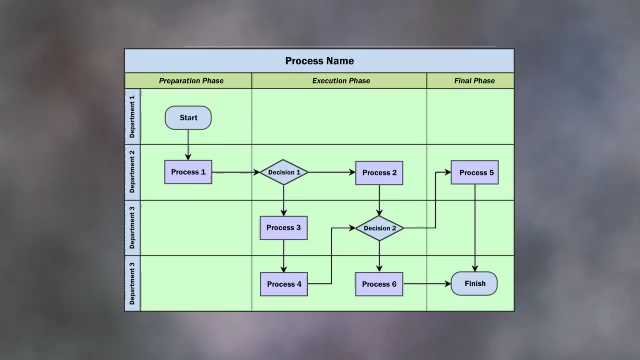 Process Name
Preparation Phase
Execution Phase
Final Phase
Department 1
Start
Department 2
Process 1
Decision 1
Process 2
Process 5
Department 3
Process 3
Decision 2
Department 3
Process 4
Process 6
Finish